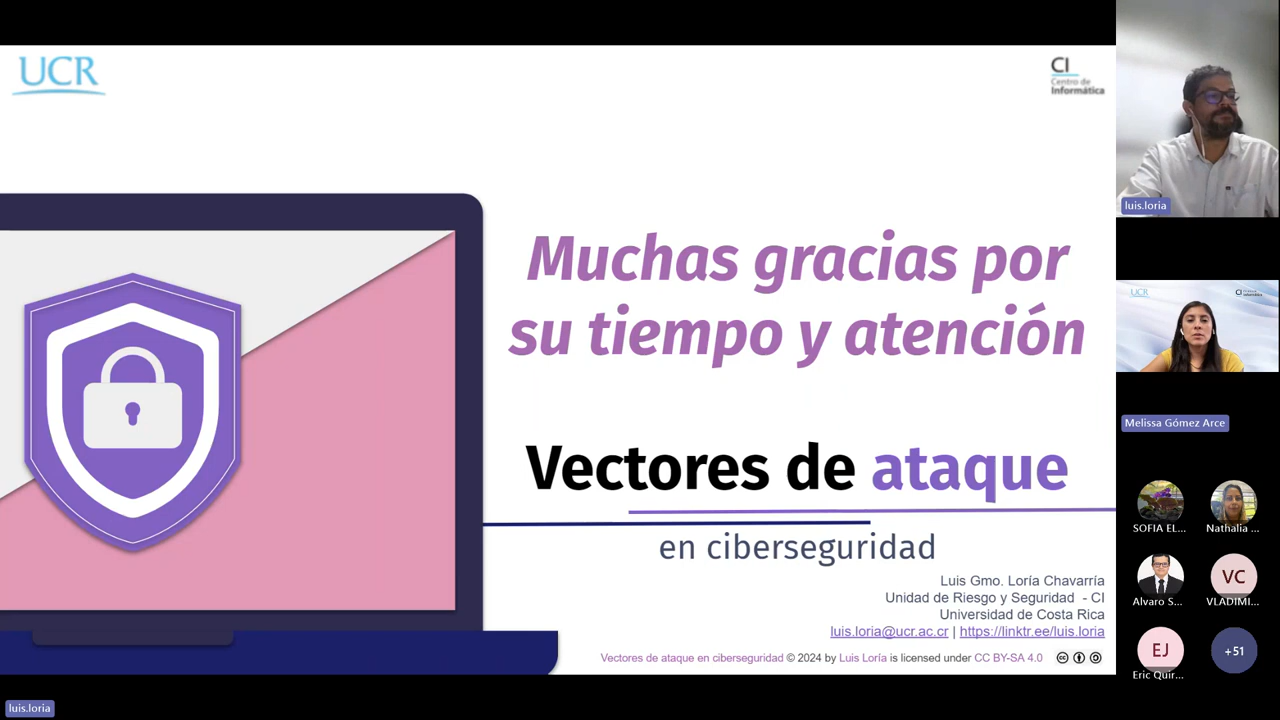 UCR
CI
Centro de
Informática
Muchas gracias por
su tiempo y atención
Vectores de ataque
en ciberseguridad
Luis Gmo. Loría Chavarría
Unidad de Riesgo y Seguridad - CI
Universidad de Costa Rica
luis.loria@ucr.ac.cr | https://linktr.ee/luis.loria
Vectores de ataque en ciberseguridad © 2024 by Luis Loría is licensed under CC BY-SA 4.0
luis.loria
UCR
Melissa Gómez Arce
SOFIA EL...
Nathalia ...
Alvaro S...
VC
VLADIMI...
EJ
Eric Quir...
+51
luis.loria